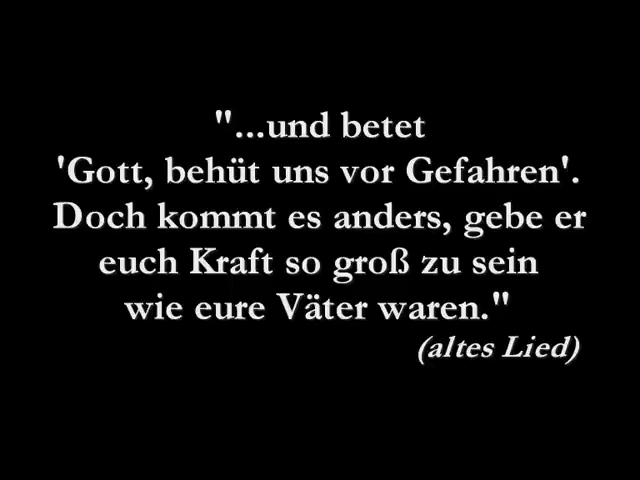 "...und betet
'Gott, behüt uns vor Gefahren'.
Doch kommt es anders, gebe er
euch Kraft so groß zu sein
wie eure Väter waren."
(altes Lied)